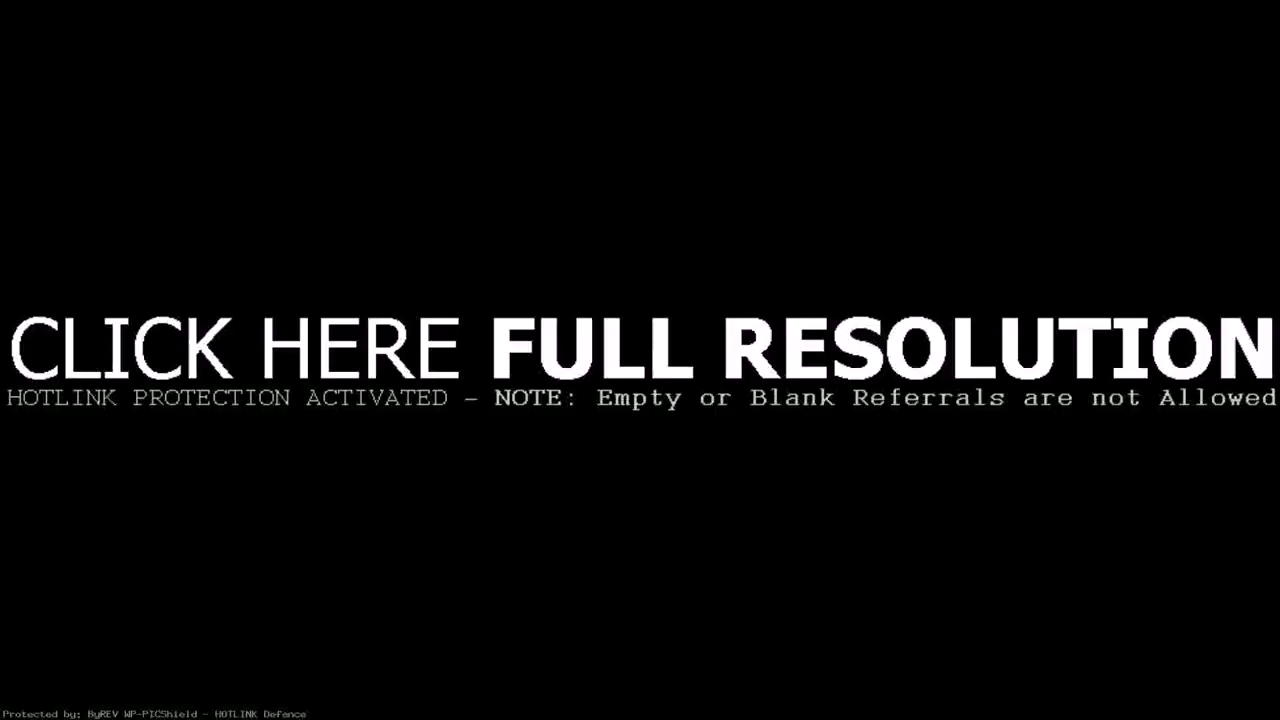 CLICK HERE FULL RESOLUTION
HOTLINK PROTECTION ACTIVATED - NOTE: Empty or Blank Referrals are not Allowed
Protected by: ByREV WP-PICShield - HOTLINK Defence